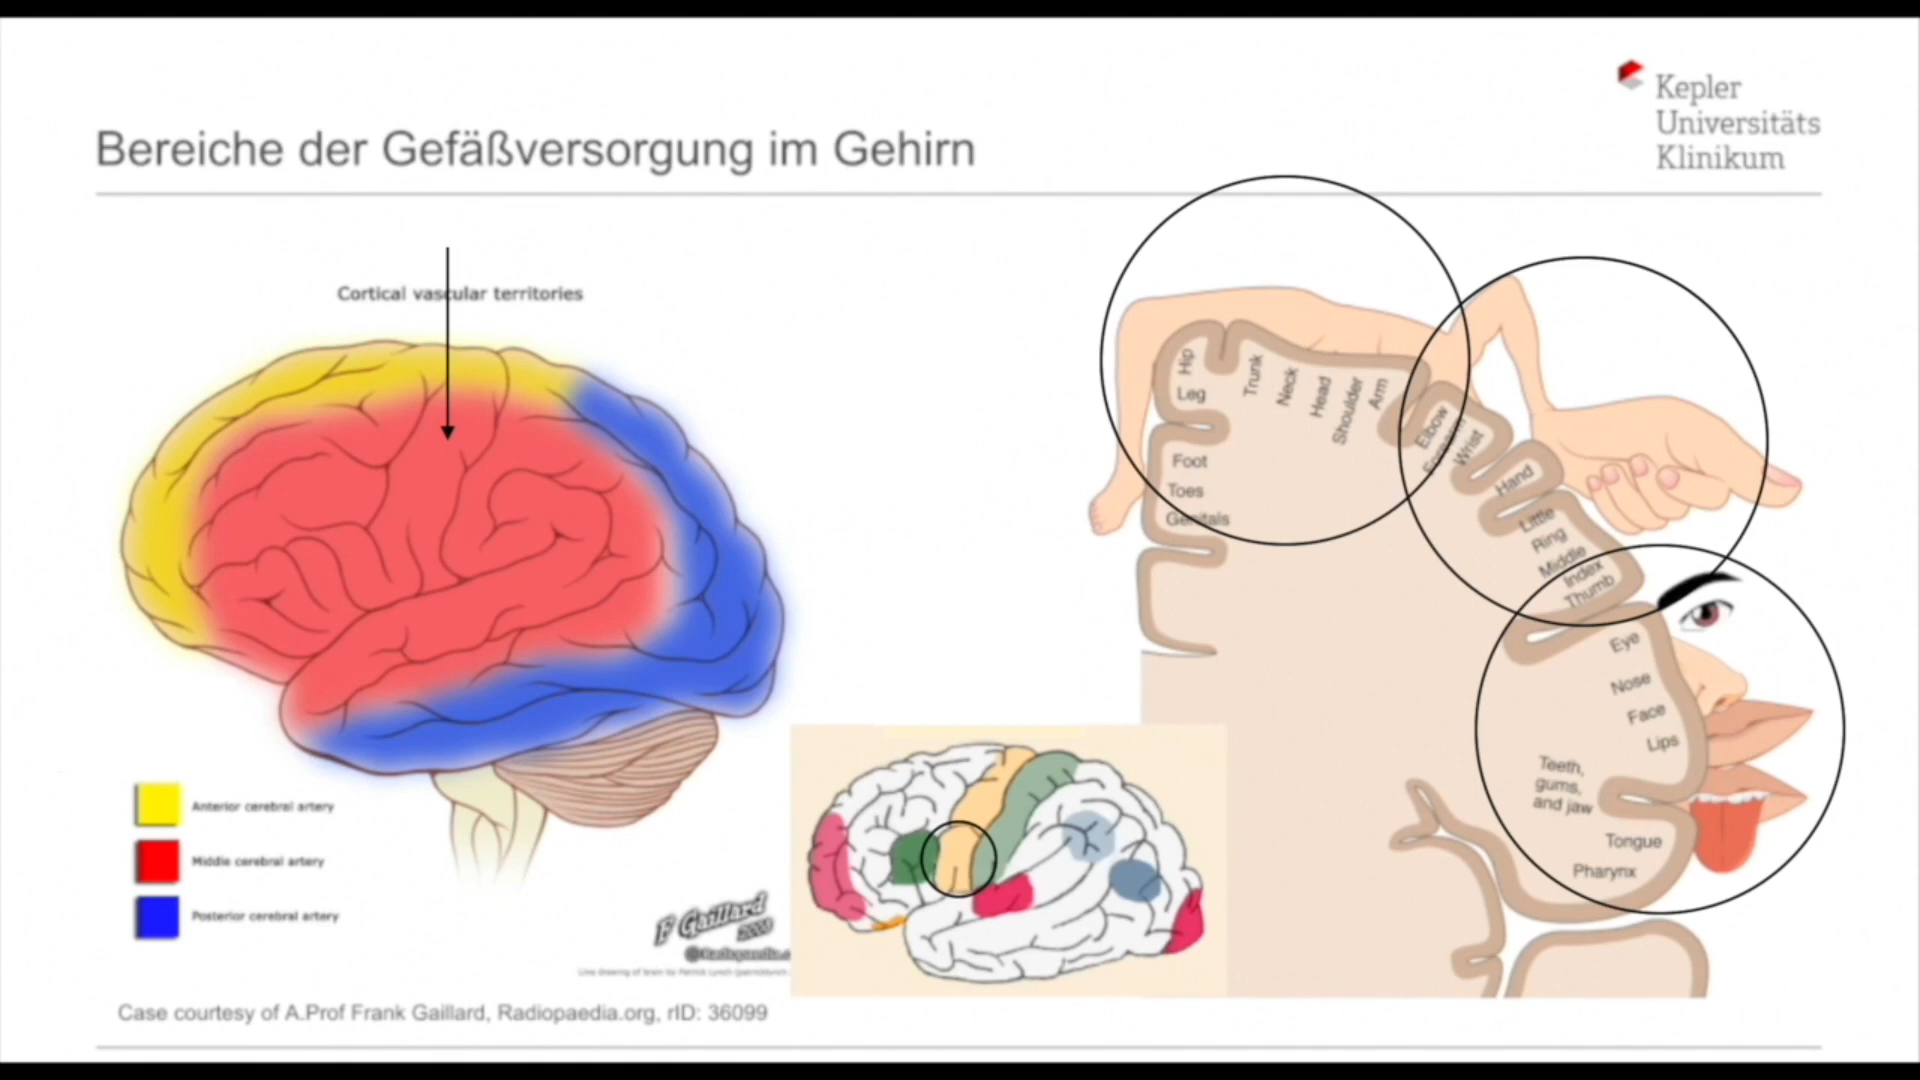 Kepler
Universitäts
Klinikum
Bereiche der Gefäßversorgung im Gehirn
Cortical vascular territories
Anterior cerebral artery
Middle cerebral artery
Posterior cerebral artery
F Gaillard
Case courtesy of A.Prof Frank Gaillard, Radiopaedia.org, rID: 36099
Hip
Leg
Foot
Toes
Genitals
Trunk
Neck
Head
Shoulder
Arm
Elbow
Forearm
Wrist
Hand
Little
Ring
Middle
Index
Thumb
Eye
Nose
Face
Lips
Teeth,
gums,
and jaw
Tongue
Pharynx